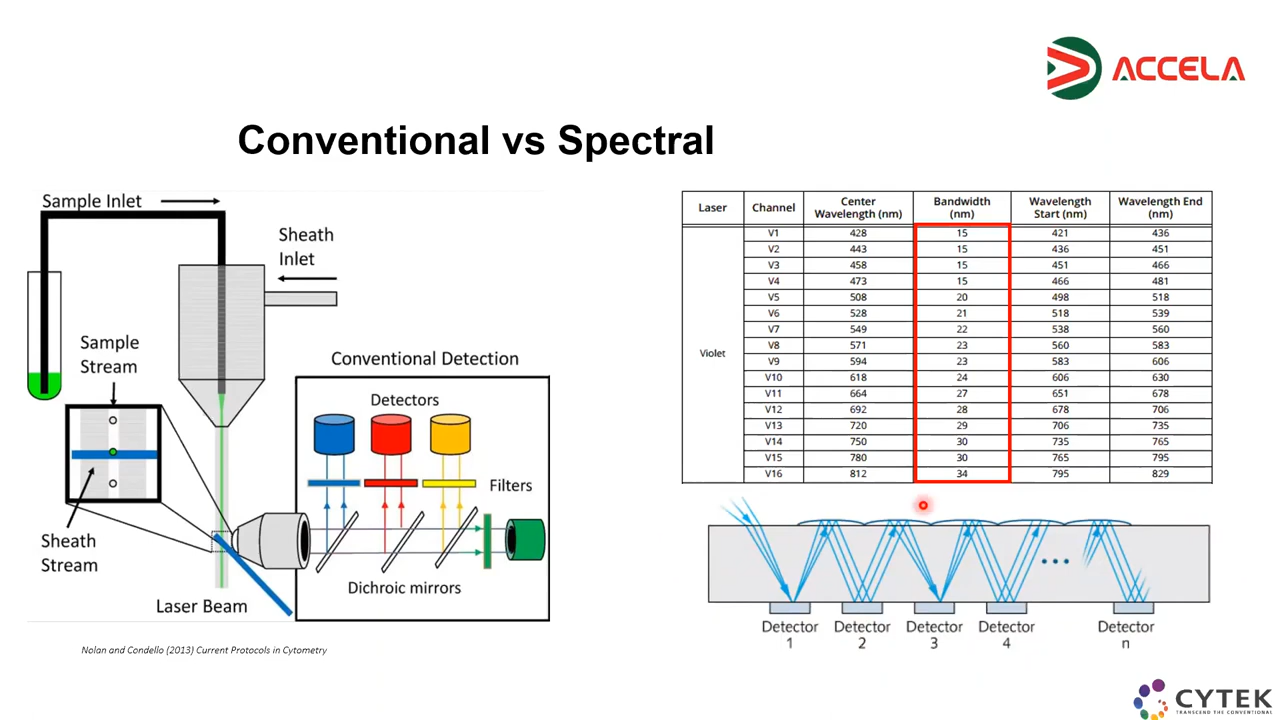 ACCELA
Conventional vs Spectral
Sample Inlet
Sheath
Inlet
Sample
Stream
Sheath
Stream
Laser Beam
Conventional Detection
Detectors
Filters
Dichroic mirrors
Nolan and Condello (2013) Current Protocols in Cytometry
Laser Channel Center Wavelength (nm) Bandwidth (nm) Wavelength Start (nm) Wavelength End (nm)
Violet
V1 428 15 421 436
V2 443 15 436 451
V3 458 15 451 466
V4 473 15 466 481
V5 508 20 498 518
V6 528 21 518 539
V7 549 22 538 560
V8 571 23 560 583
V9 594 23 583 606
V10 618 24 606 630
V11 664 27 651 678
V12 692 28 678 706
V13 720 29 706 735
V14 750 30 735 765
V15 780 30 765 795
V16 812 34 795 829
Detector 1
Detector 2
Detector 3
Detector 4
Detector n
CYTEK
TRANSCEND THE CONVENTIONAL